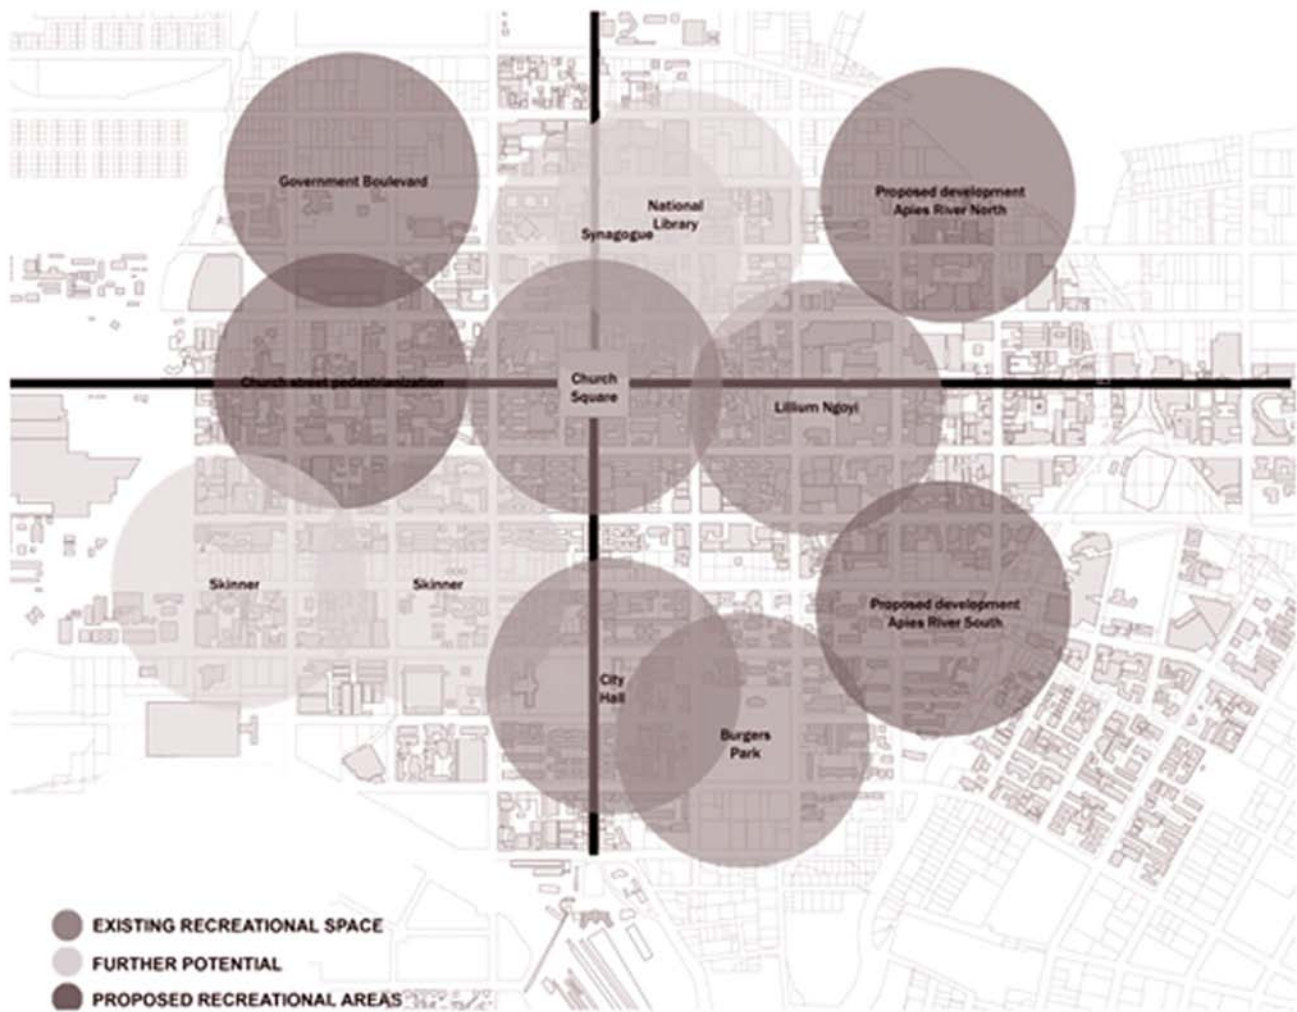 Government Boulevard
Proposed development
Apies River North
National
Library
Synagogue
Church street pedestrianization
Church
Square
Lillium Ngoyi
Skinner
Skinner
Proposed development
Apies River South
City
Hall
Burgers
Park
EXISTING RECREATIONAL SPACE
FURTHER POTENTIAL
PROPOSED RECREATIONAL AREAS